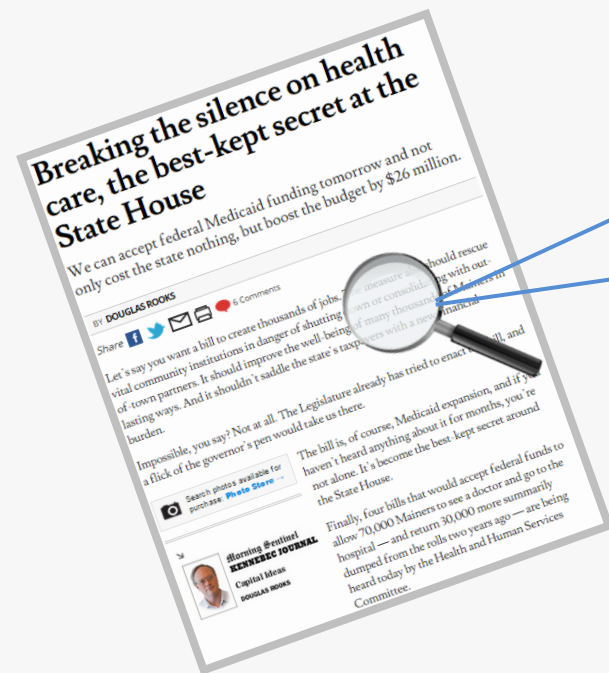 Breaking the silence on health
care, the best-kept secret at the
State House
We can accept federal Medicaid funding tomorrow and not
only cost the state nothing, but boost the budget by $26 million.
BY DOUGLAS ROOKS
Share
6 Comments
Let's say you want a bill to create thousands of jobs. The measure also should rescue
vital community institutions in danger of shutting down or consolidating with out-
of-town partners. It should improve the well-being of many thousands of Mainers in
lasting ways. And it shouldn't saddle the state's taxpayers with a new financial
burden.
Impossible, you say? Not at all. The Legislature already has tried to enact bill, and
a flick of the governor's pen would take us there.
Search photos available for
purchase: Photo Store →
The bill is, of course, Medicaid expansion, and if you
haven't heard anything about it for months, you're
not alone. It's become the best-kept secret around
the State House.
Morning Sentinel
KENNEBEC JOURNAL
Capital Ideas
DOUGLAS ROOKS
Finally, four bills that would accept federal funds to
allow 70,000 Mainers to see a doctor and go to the
hospital — and return 30,000 more summarily
dumped from the rolls two years ago — are being
heard today by the Health and Human Services
Committee.